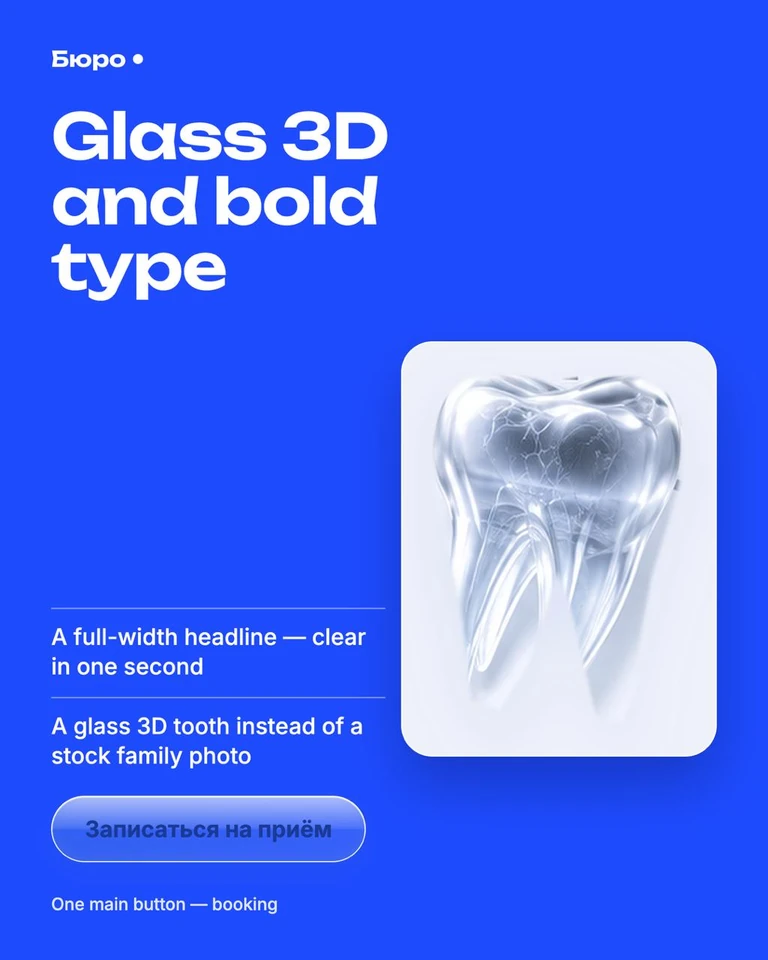 Бюро •
Glass 3D
and bold
type
A full-width headline — clear
in one second
A glass 3D tooth instead of a
stock family photo
Записаться на приём
One main button — booking